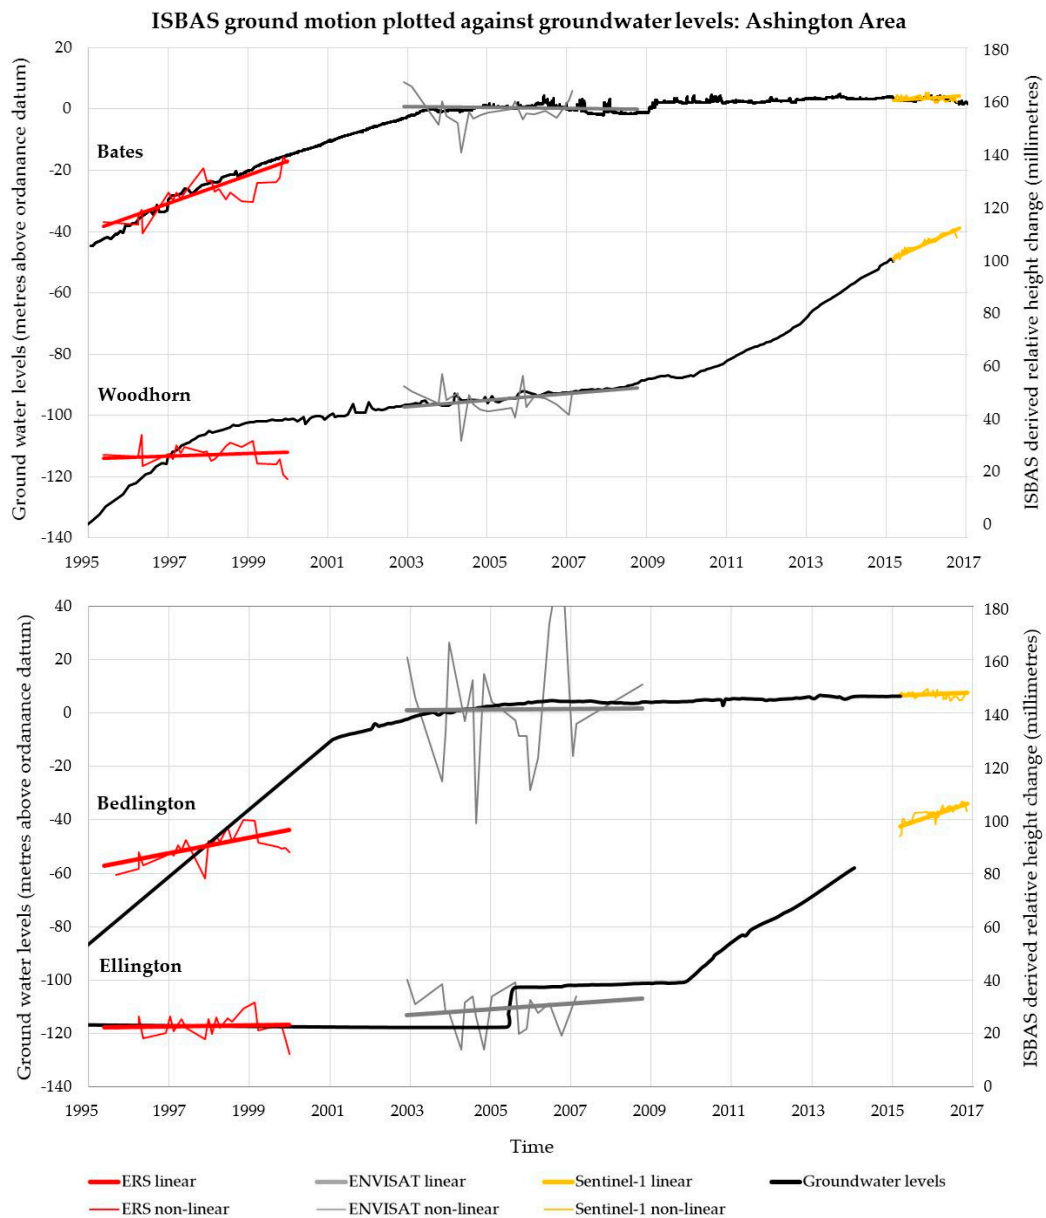 ISBAS ground motion plotted against groundwater levels: Ashington Area
Ground water levels (metres above ordanance datum)
20
0
-20
-40
-60
-80
-100
-120
-140
Bates
Woodhorn
180
160
140
120
100
80
60
40
20
0
ISBAS derived relative height change (millimetres)
1995 1997 1999 2001 2003 2005 2007 2009 2011 2013 2015 2017
Ground water levels (metres above ordanance datum)
40
20
0
-20
-40
-60
-80
-100
-120
-140
Bedlington
Ellington
180
160
140
120
100
80
60
40
20
0
ISBAS derived relative height change (millimetres)
1995 1997 1999 2001 2003 2005 2007 2009 2011 2013 2015 2017
Time
ERS linear ENVISAT linear Sentinel-1 linear Groundwater levels
ERS non-linear ENVISAT non-linear Sentinel-1 non-linear